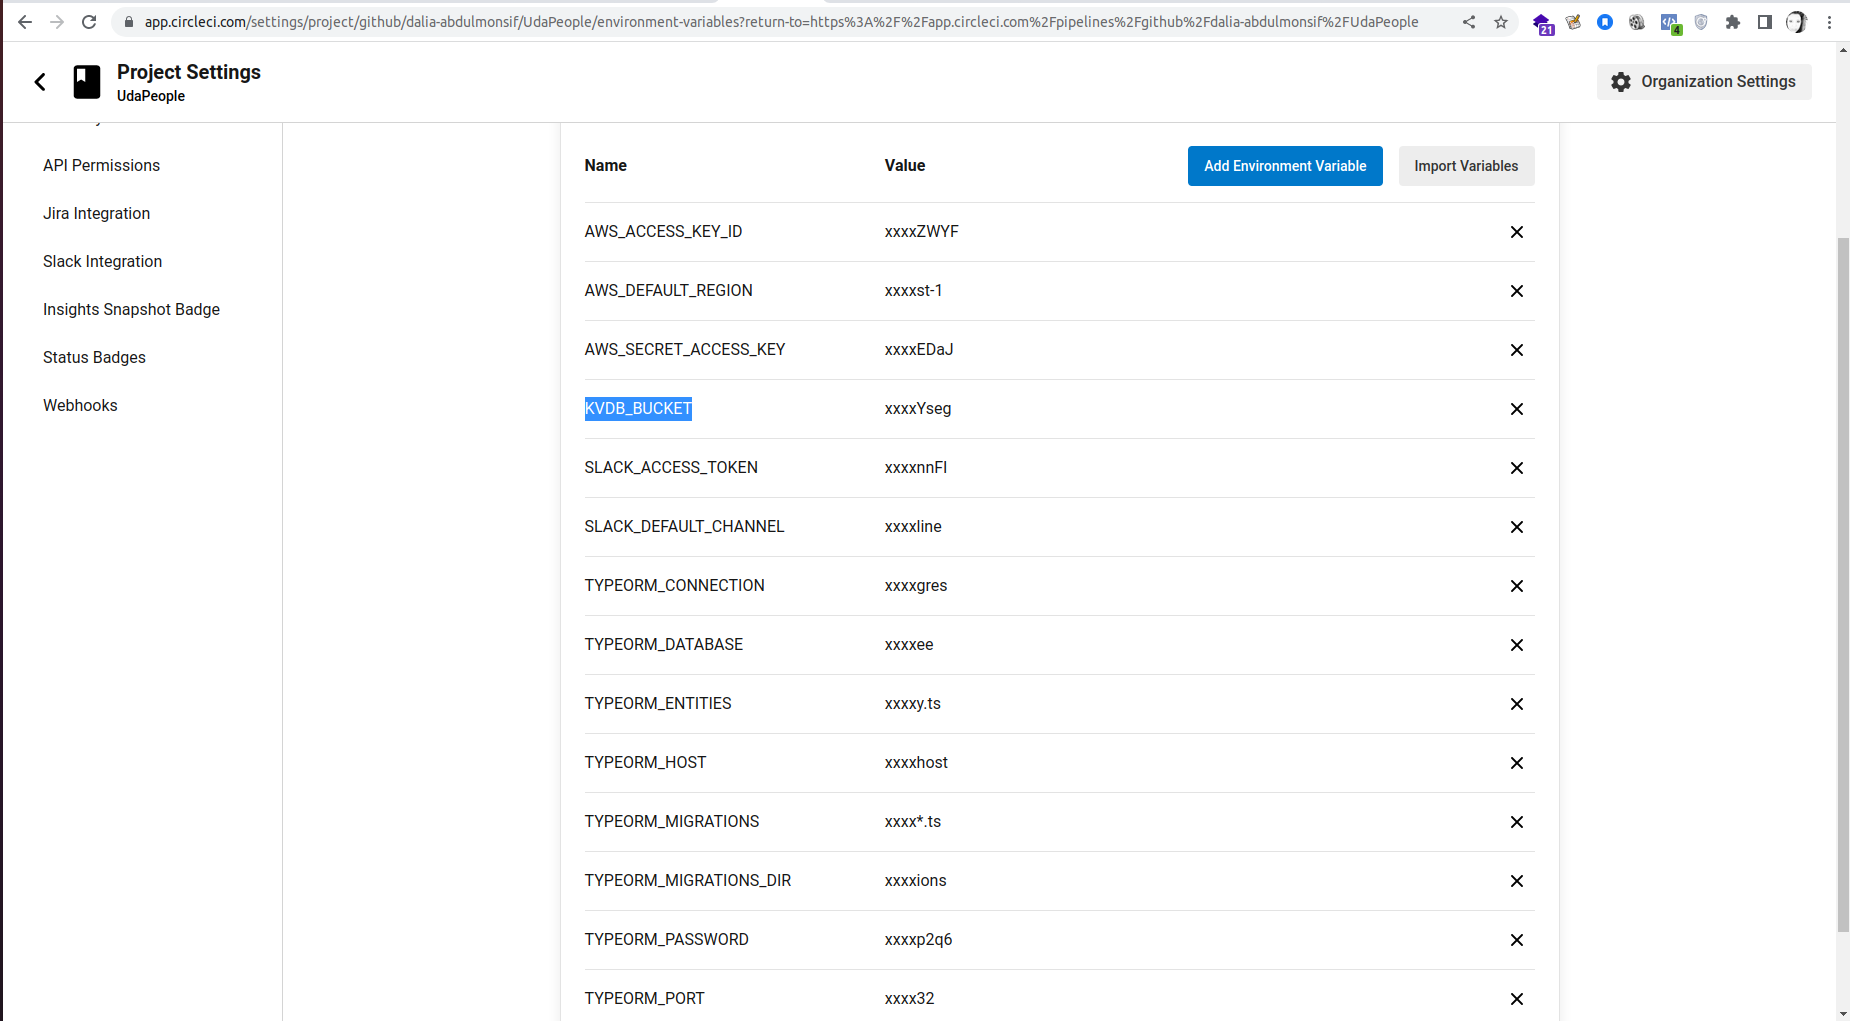 app.circleci.com/settings/project/github/dalia-abdulmonsif/UdaPeople/environment-variables?return-to=https%3A%2F%2Fapp.circleci.com%2Fpipelines%2Fgithub%2Fdalia-abdulmonsif%2FUdaPeople
21
4
Project Settings
UdaPeople
Organization Settings
API Permissions
Jira Integration
Slack Integration
Insights Snapshot Badge
Status Badges
Webhooks
Name Value Add Environment Variable Import Variables
AWS_ACCESS_KEY_ID xxxxZWYF
AWS_DEFAULT_REGION xxxxst-1
AWS_SECRET_ACCESS_KEY xxxxEDaJ
KVDB_BUCKET xxxxYseg
SLACK_ACCESS_TOKEN xxxxnnFI
SLACK_DEFAULT_CHANNEL xxxxline
TYPEORM_CONNECTION xxxxgres
TYPEORM_DATABASE xxxxee
TYPEORM_ENTITIES xxxxy.ts
TYPEORM_HOST xxxxhost
TYPEORM_MIGRATIONS xxxx*.ts
TYPEORM_MIGRATIONS_DIR xxxxions
TYPEORM_PASSWORD xxxxp2q6
TYPEORM_PORT xxxx32